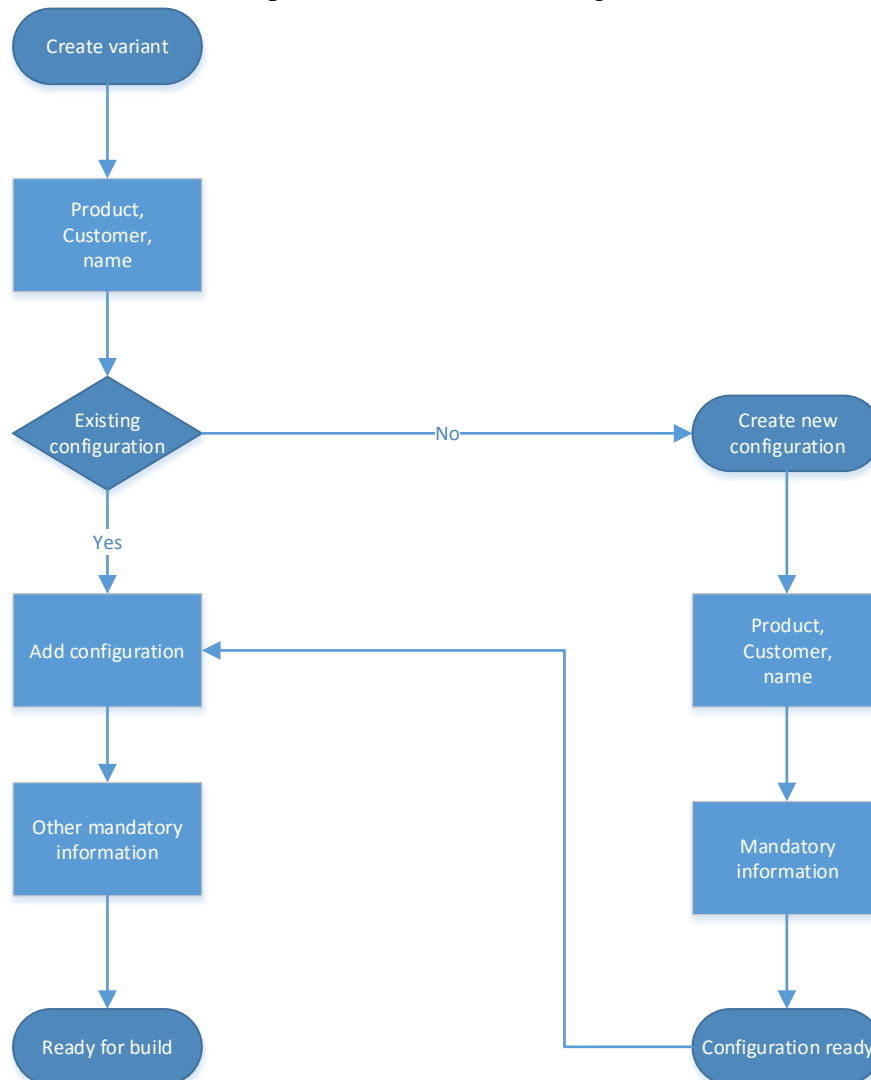 Create variant
Product,
Customer,
name
Existing
configuration
No
Create new
configuration
Yes
Add configuration
Product,
Customer,
name
Other mandatory
information
Mandatory
information
Ready for build
Configuration ready